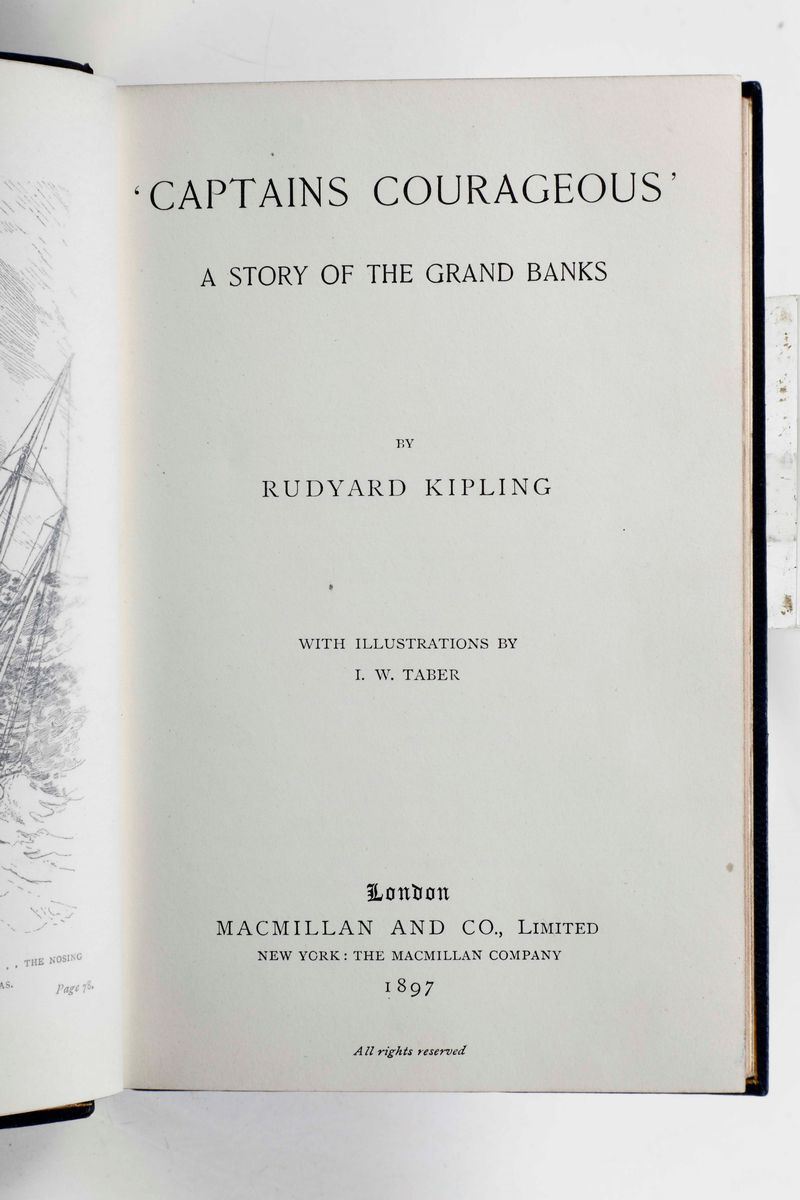 . . THE NOSING
AS.
Page 78.
‘CAPTAINS COURAGEOUS’
A STORY OF THE GRAND BANKS
BY
RUDYARD KIPLING
WITH ILLUSTRATIONS BY
I. W. TABER
London
MACMILLAN AND CO., LIMITED
NEW YORK: THE MACMILLAN COMPANY
1897
All rights reserved